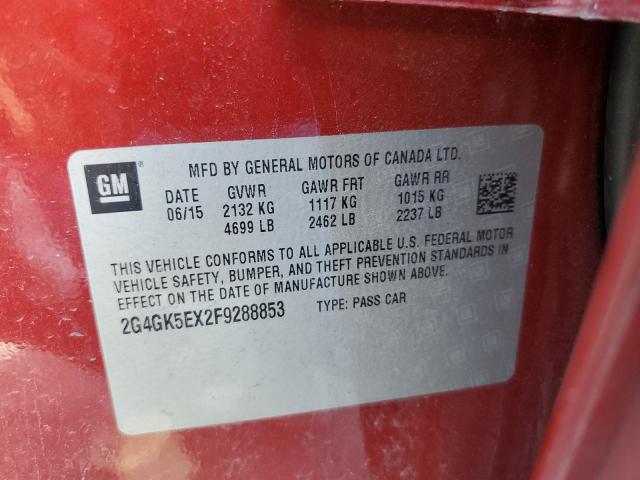 GM
MFD BY GENERAL MOTORS OF CANADA LTD.
DATE GVWR GAWR FRT GAWR RR
06/15 2132 KG 1117 KG 1015 KG
4699 LB 2462 LB 2237 LB
THIS VEHICLE CONFORMS TO ALL APPLICABLE U.S. FEDERAL MOTOR
VEHICLE SAFETY, BUMPER, AND THEFT PREVENTION STANDARDS IN
EFFECT ON THE DATE OF MANUFACTURE SHOWN ABOVE.
2G4GK5EX2F9288853 TYPE: PASS CAR